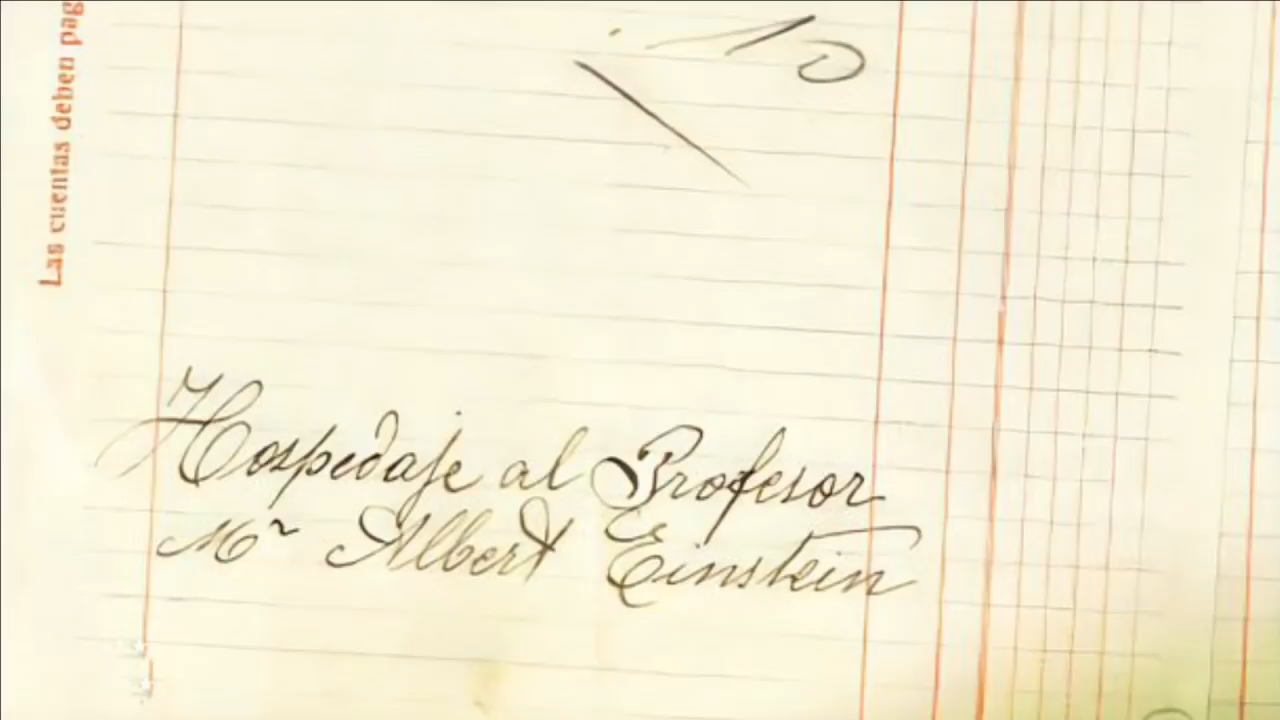 Las cuentas deben pag
10
Hospedaje al Profesor
Mr Albert Einstein